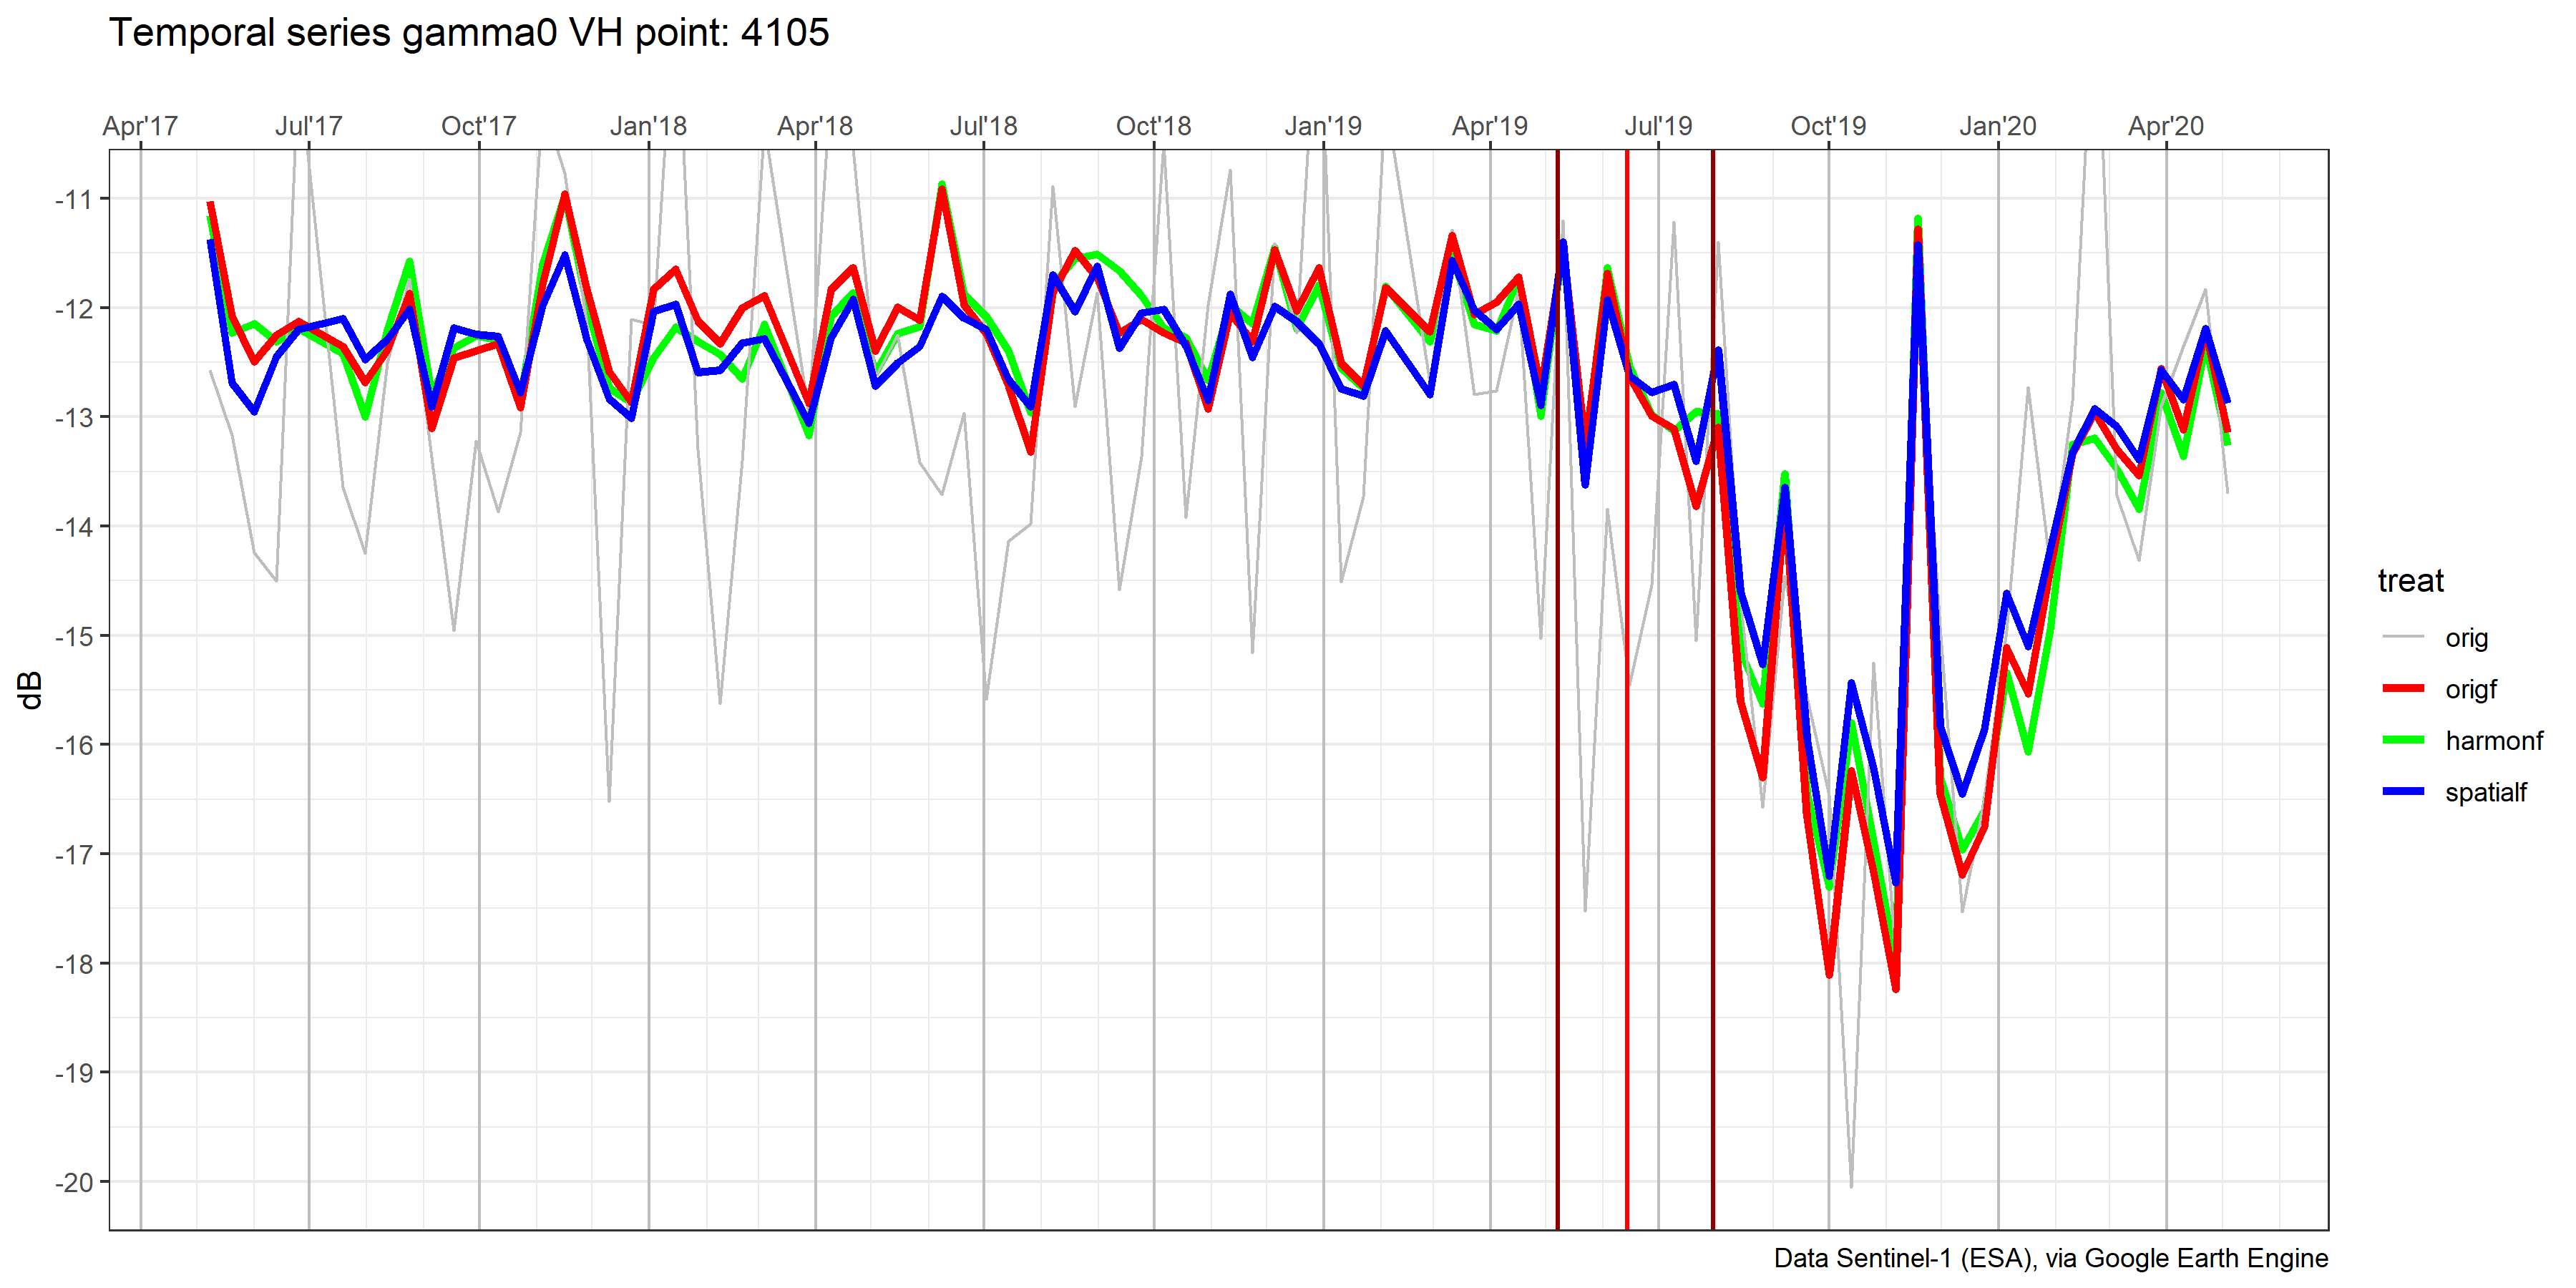 Temporal series gamma0 VH point: 4105
Apr'17 Jul'17 Oct'17 Jan'18 Apr'18 Jul'18 Oct'18 Jan'19 Apr'19 Jul'19 Oct'19 Jan'20 Apr'20
-11
-12
-13
-14
-15
-16
-17
-18
-19
-20
dB
treat
orig
origf
harmonf
spatialf
Data Sentinel-1 (ESA), via Google Earth Engine